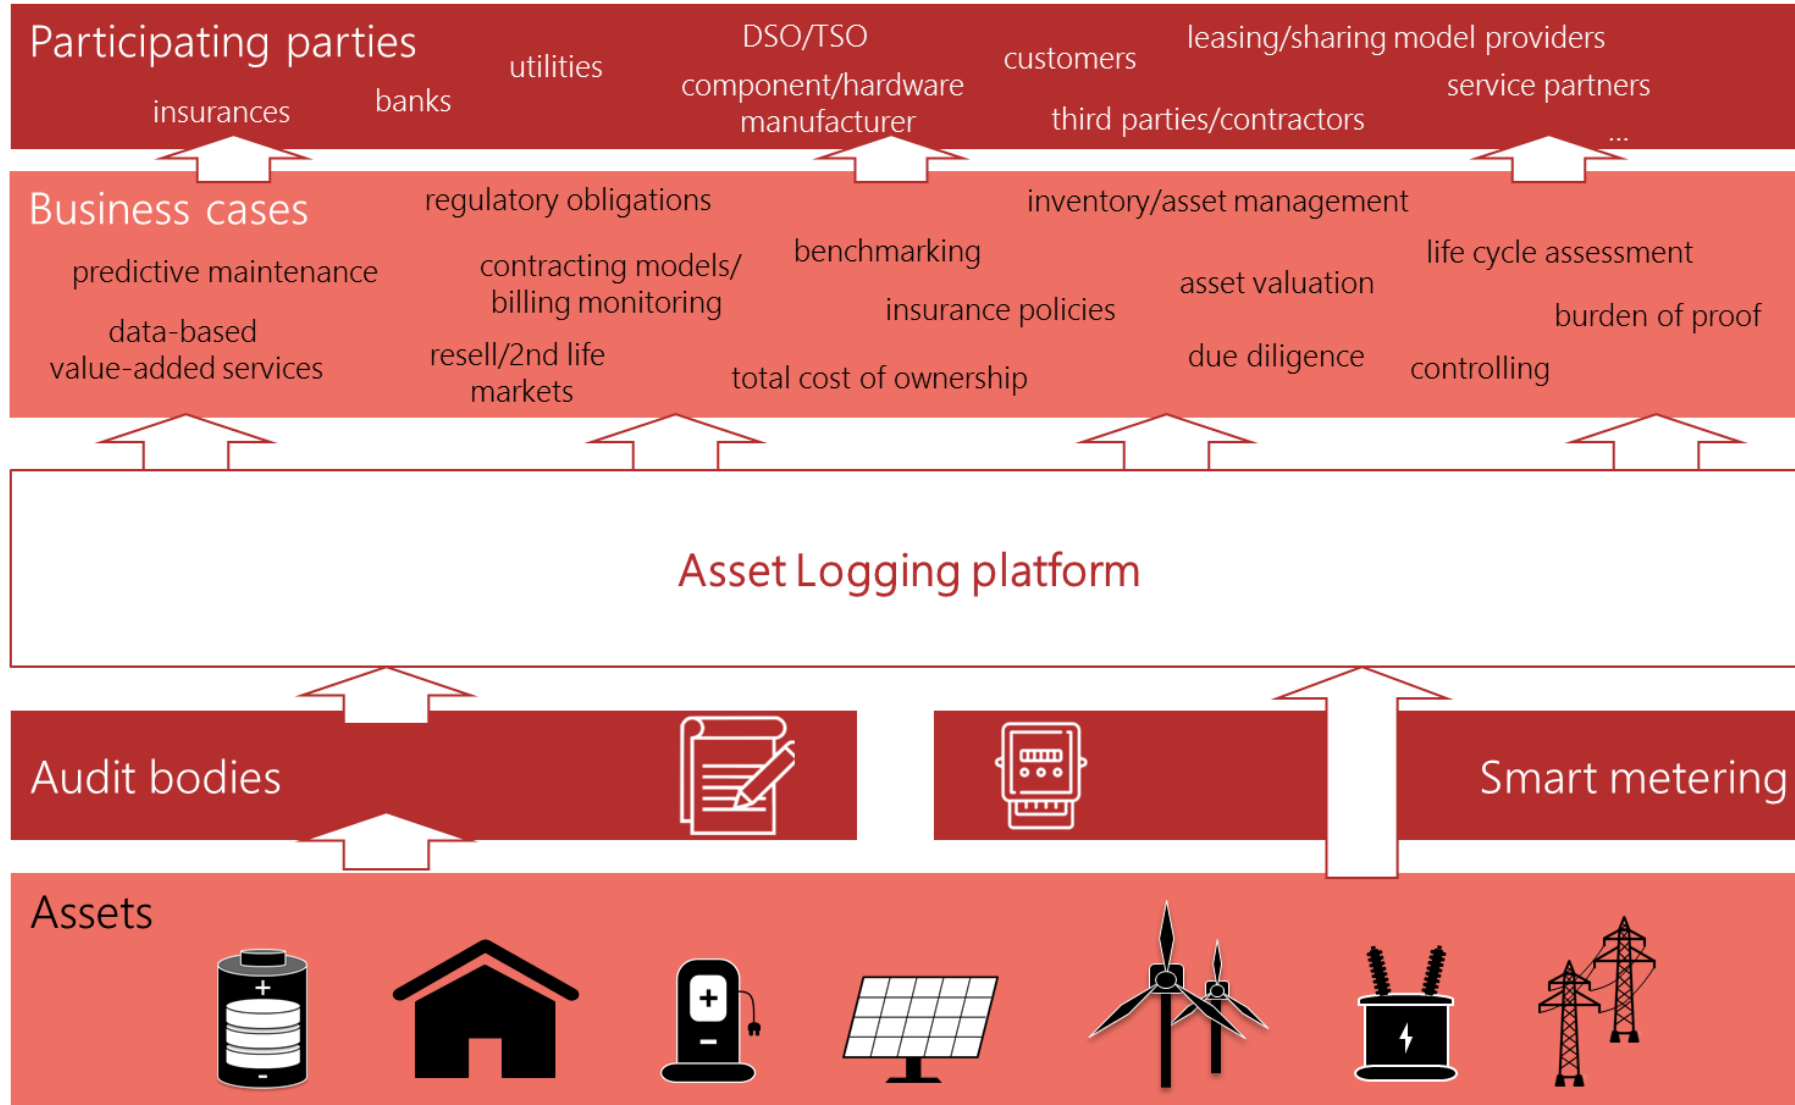 Participating parties
insurances
banks
utilities
DSO/TSO
component/hardware
manufacturer
customers
third parties/contractors
leasing/sharing model providers
service partners
...
Business cases
predictive maintenance
data-based
value-added services
regulatory obligations
contracting models/
billing monitoring
resell/2nd life
markets
benchmarking
insurance policies
total cost of ownership
inventory/asset management
asset valuation
due diligence
life cycle assessment
burden of proof
controlling
Asset Logging platform
Audit bodies
Smart metering
Assets